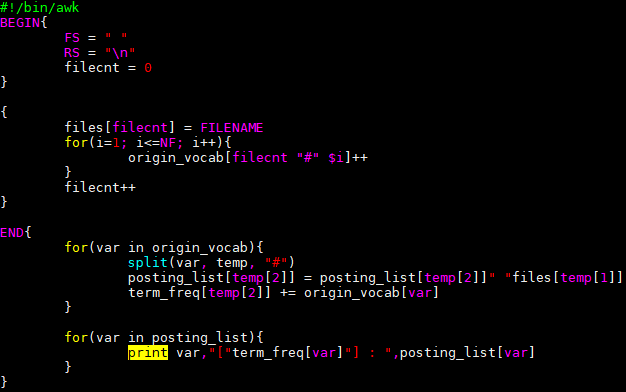 #!/bin/awk
BEGIN{
        FS = " "
        RS = "\n"
        filecnt = 0
}

{
        files[filecnt] = FILENAME
        for(i=1; i<=NF; i++){
                origin_vocab[filecnt "#" $i]++
        }
        filecnt++
}

END{
        for(var in origin_vocab){
                split(var, temp, "#")
                posting_list[temp[2]] = posting_list[temp[2]]" "files[temp[1]]
                term_freq[temp[2]] += origin_vocab[var]
        }

        for(var in posting_list){
                print var,"["term_freq[var]"] : ",posting_list[var]
        }
}